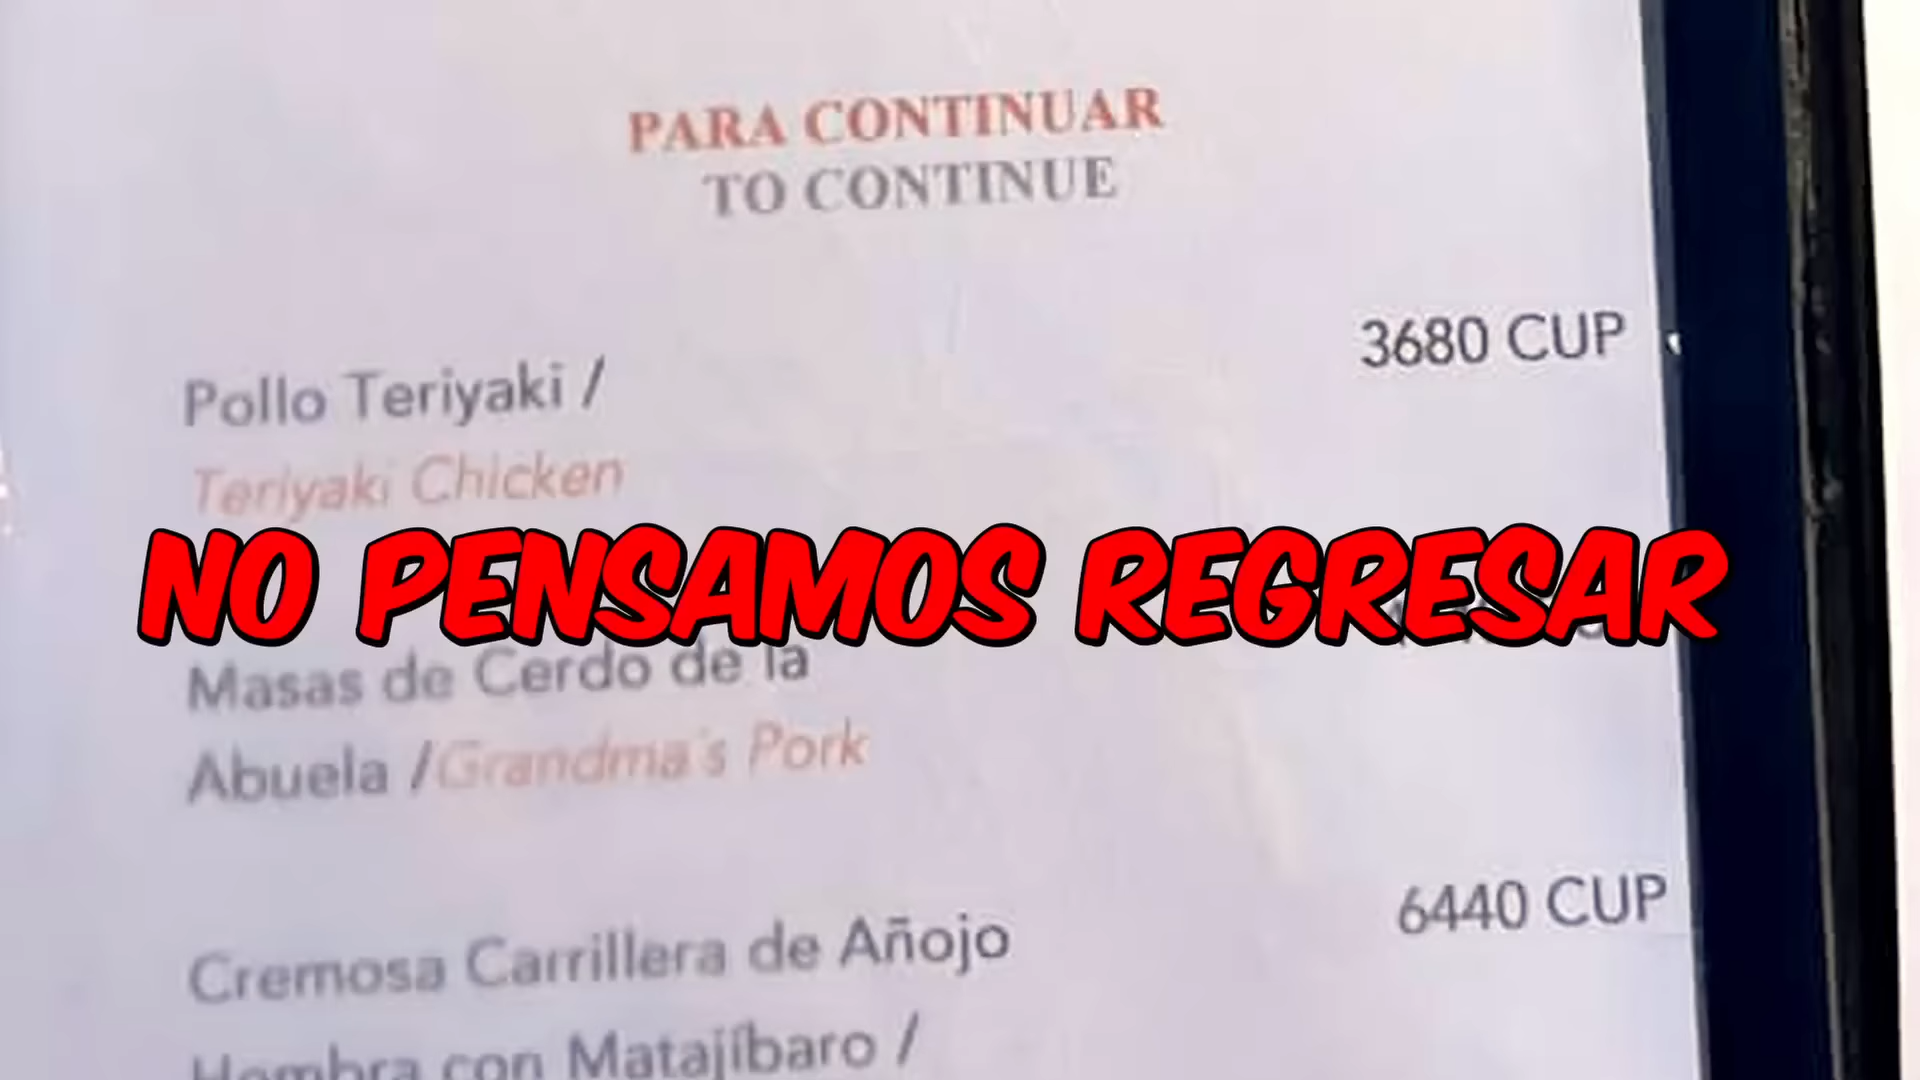 PARA CONTINUAR
TO CONTINUE
3680 CUP
Pollo Teriyaki /
Teriyaki Chicken
NO PENSAMOS REGRESAR
Masas de Cerdo de la
Abuela /Grandma's Pork
6440 CUP
Cremosa Carrillera de Añojo
Hembra con Matajíbaro /